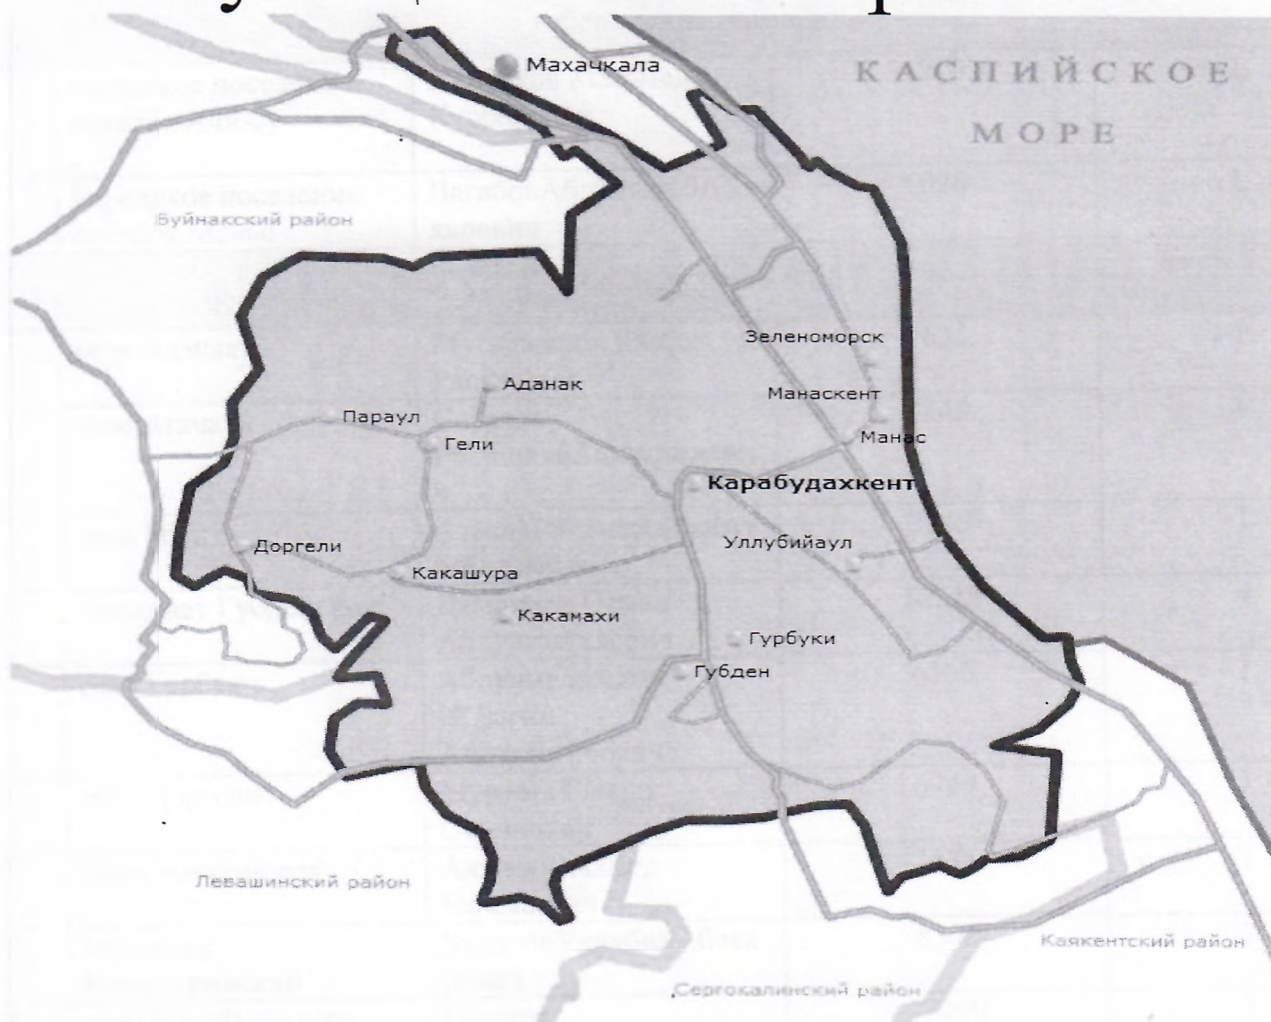 Махачкала
КАСПИЙСКОЕ
МОРЕ
Буйнакский район
Зеленоморск
Аданак
Манаскент
Параул
Манас
Гели
Карабудахкент
Уллубийаул
Доргели
Какашура
Какамахи
Гурбуки
Губден
Левашинский район
Каякентский район
Сергокалинский район